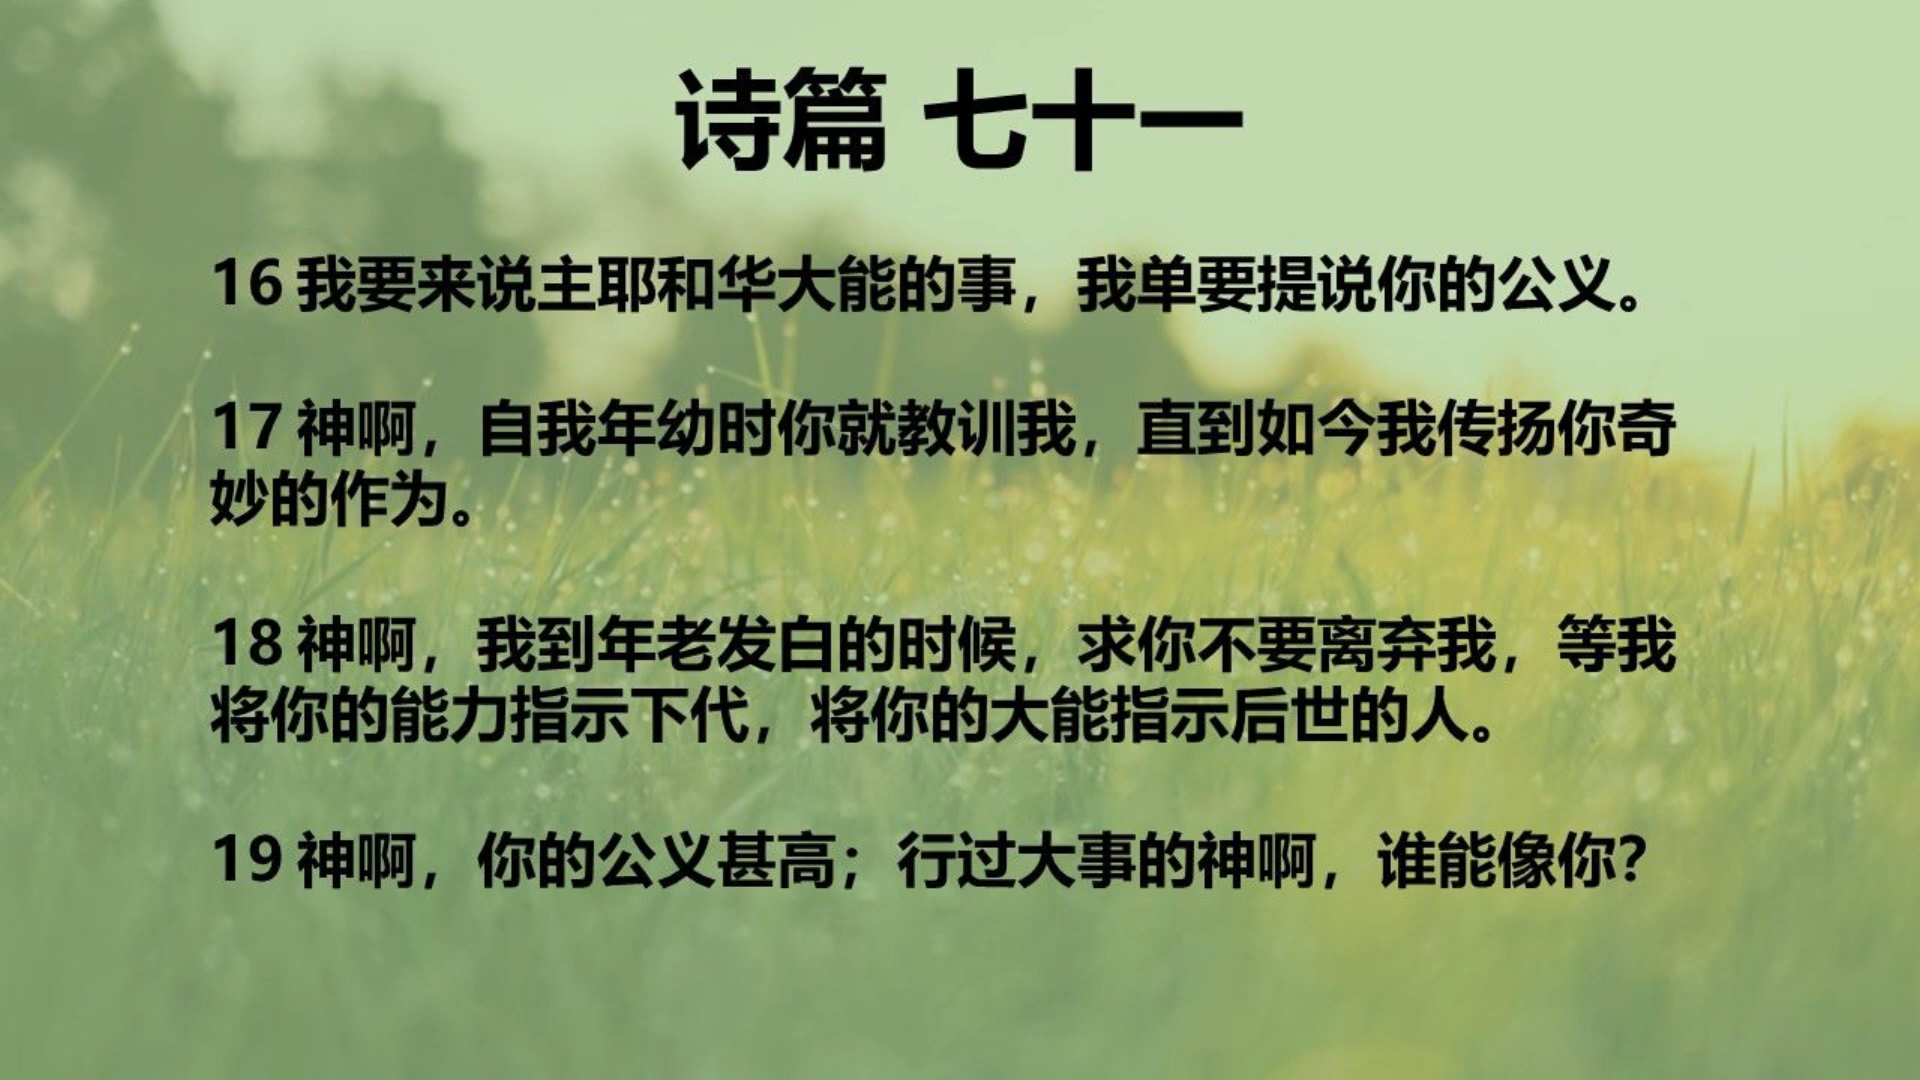 诗篇 七十一
16 我要来说主耶和华大能的事，我单要提说你的公义。
17 神啊，自我年幼时你就教训我，直到如今我传扬你奇
妙的作为。
18 神啊，我到年老发白的时候，求你不要离弃我，等我
将你的能力指示下代，将你的大能指示后世的人。
19 神啊，你的公义甚高；行过大事的神啊，谁能像你？